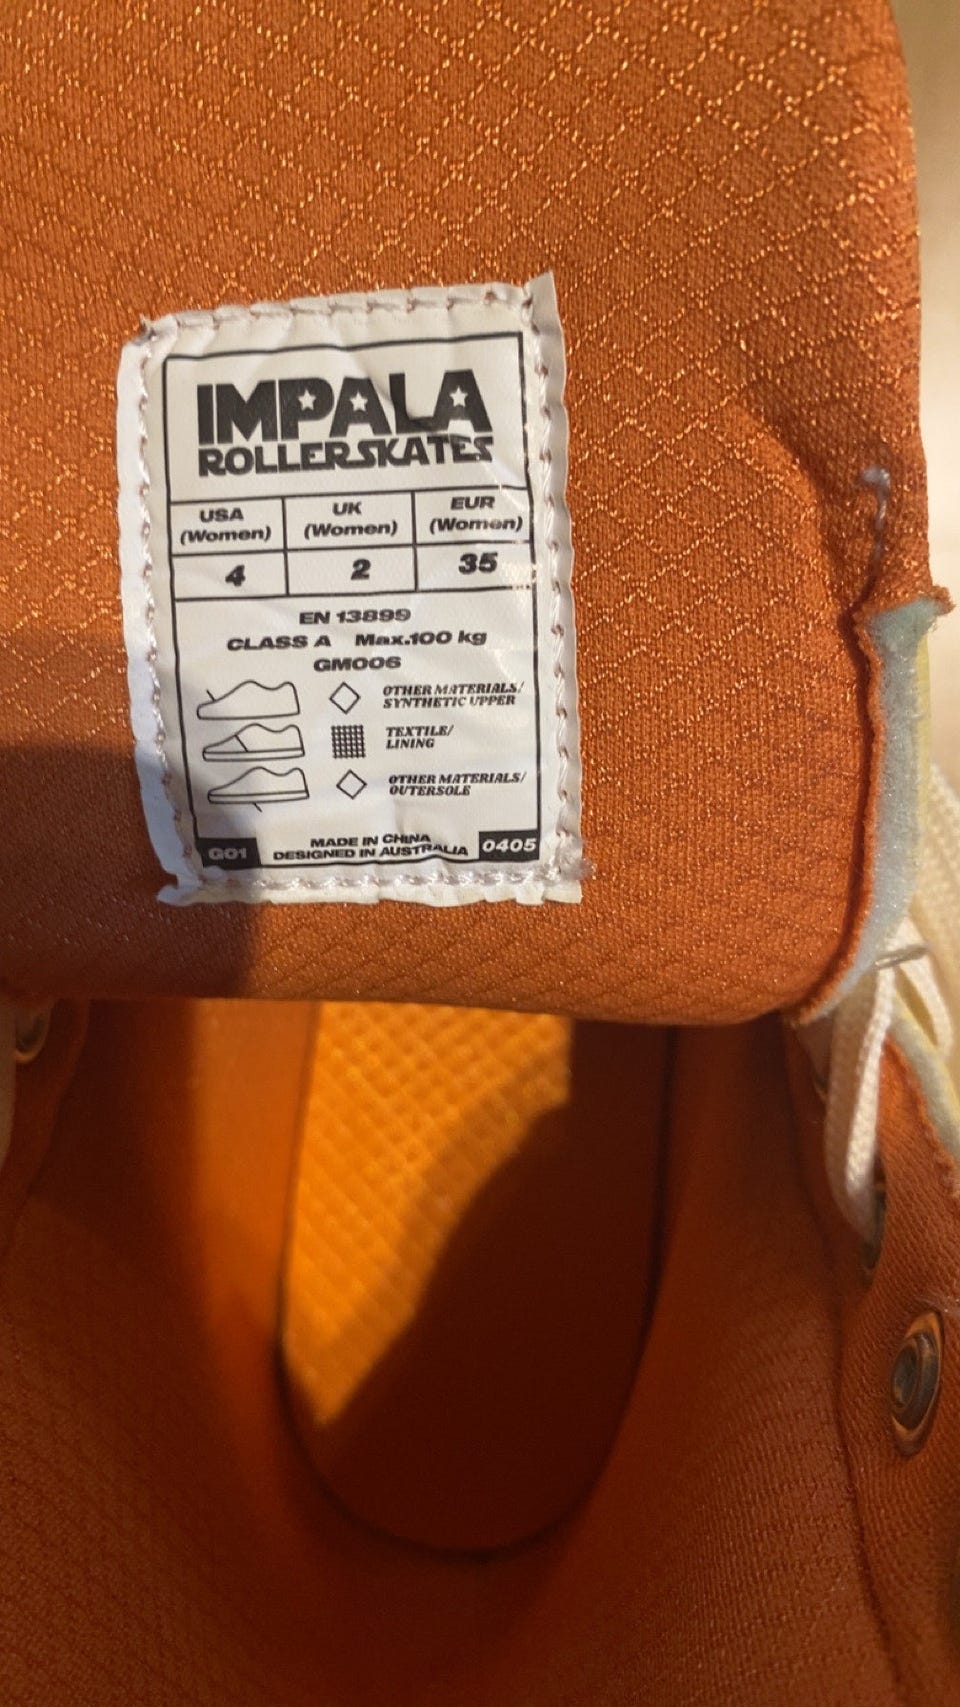 IMPALA
ROLLERSKATES
USA UK EUR
(Women) (Women) (Women)
4 2 35
EN 13899
CLASS A Max.100 kg
GM006
OTHER MATERIALS/
SYNTHETIC UPPER
TEXTILE/
LINING
OTHER MATERIALS/
OUTERSOLE
G01
MADE IN CHINA
DESIGNED IN AUSTRALIA
0405